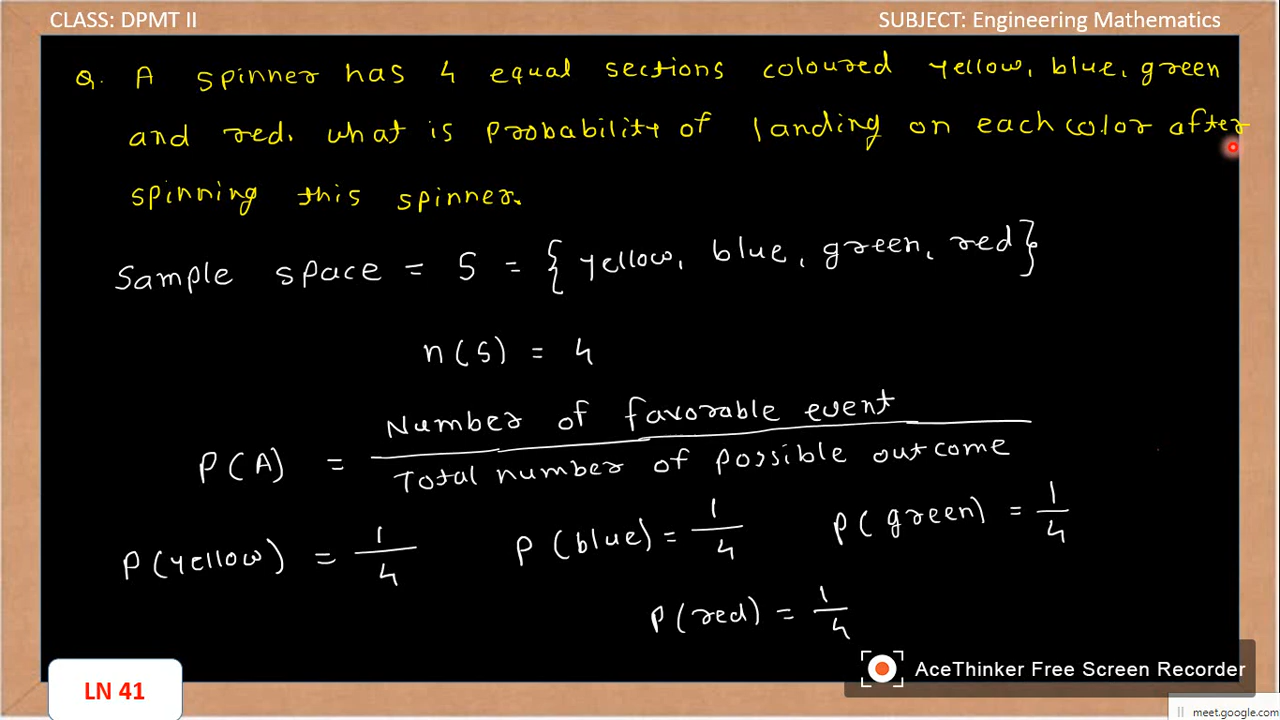 CLASS: DPMT II
SUBJECT: Engineering Mathematics
Q. A spinner has 4 equal sections coloured yellow, blue, green
and red. what is probability of landing on each color after
spinning this spinner.
Sample space = S = {yellow, blue, green, red}
n(S) = 4
P(A) = Number of favorable event / Total number of possible outcome
P(yellow) = 1/4 P(blue) = 1/4 P(green) = 1/4
P(red) = 1/4
AceThinker Free Screen Recorder
LN 41
meet.google.com